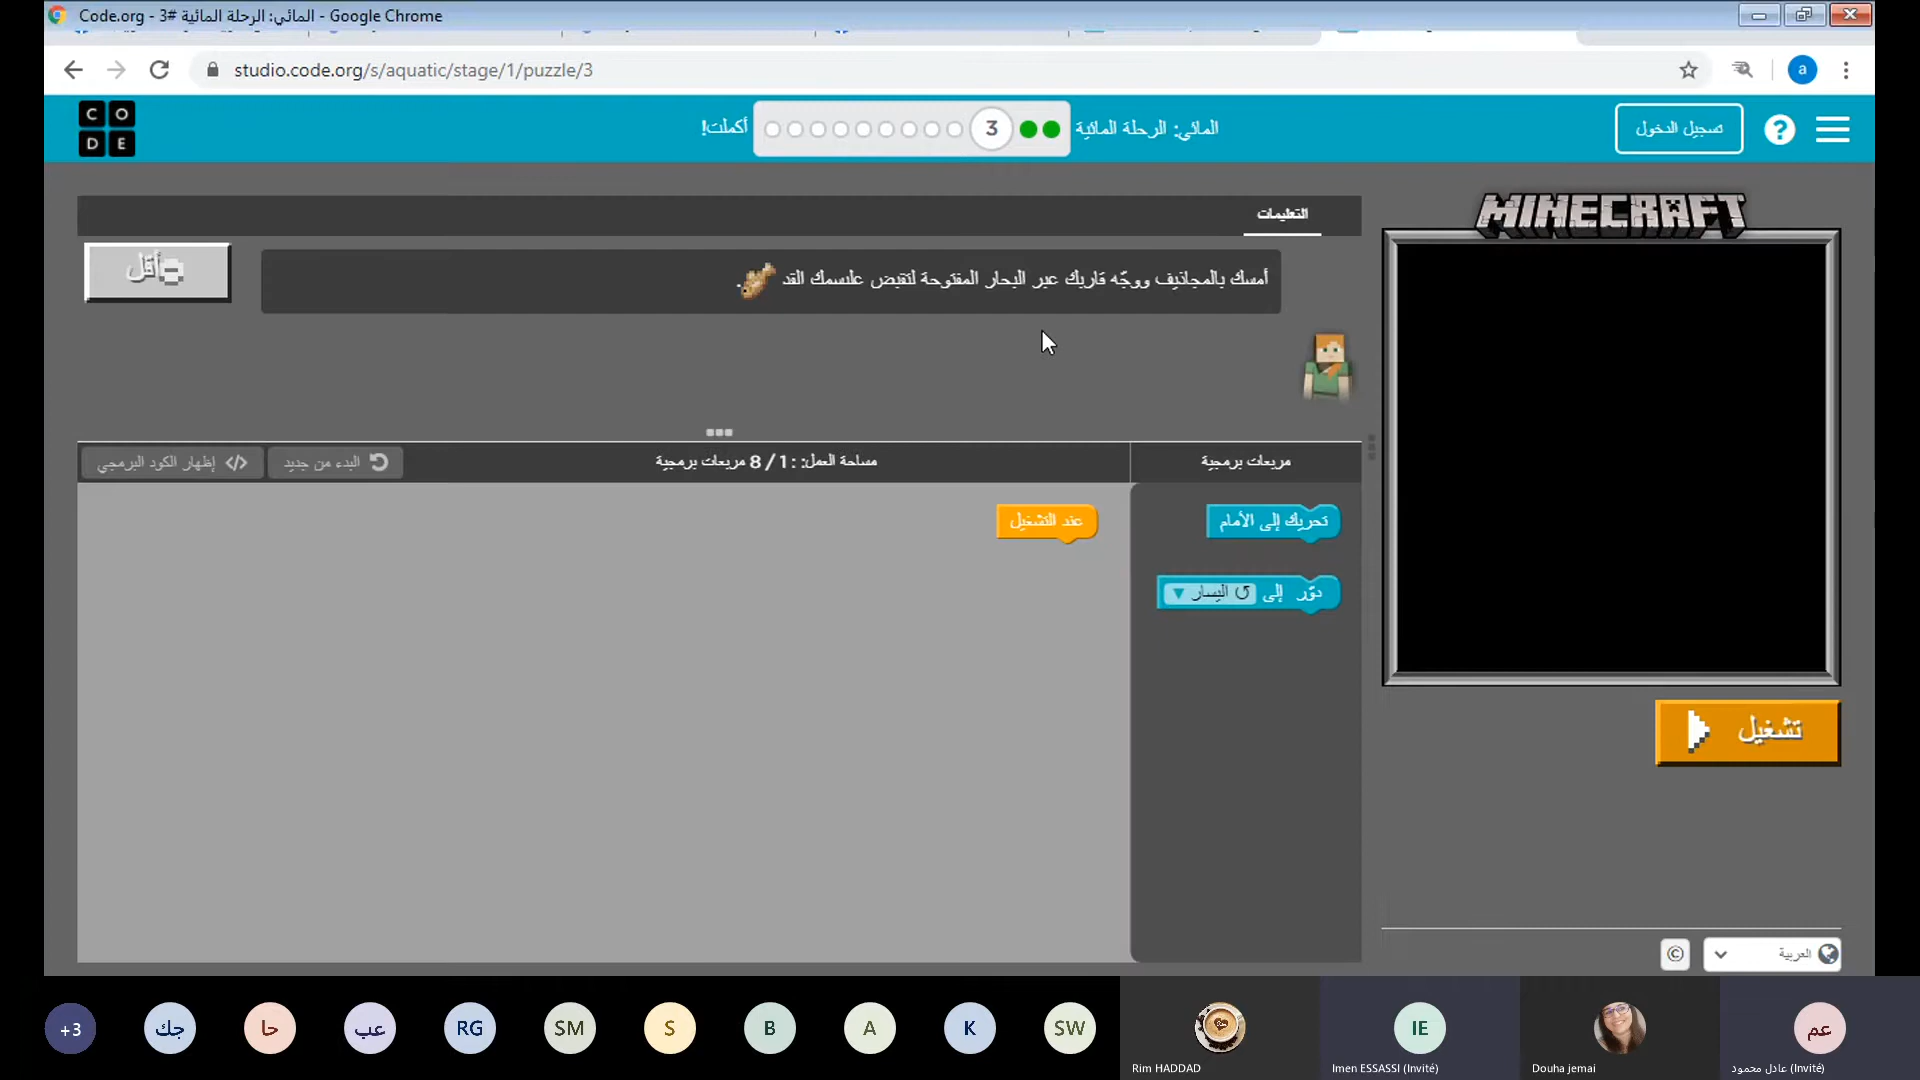 Code.org - المائي: الرحلة المائية #3 - Google Chrome
studio.code.org/s/aquatic/stage/1/puzzle/3
C O D E
المائي: الرحلة المائية
3
أكملت!
تسجيل الدخول
?
التعليمات
MINECRAFT
أمسك بالمجاذيف ووجّه قاربك عبر البحار المفتوحة لتقبض علىسمك القد .
أقل
مربعات برمجية
مساحة العمل: :1 / 8 مربعات برمجية
البدء من جديد
</> إظهار الكود البرمجي
تحريك إلى الأمام
عند التشغيل
دوّر إلى اليسار
تشغيل
العربية
©
+3
جك
حا
عب
RG
SM
S
B
A
K
SW
IE
عم
Rim HADDAD
Imen ESSASSI (Invité)
Douha jemai
عادل محمود (Invité)
a